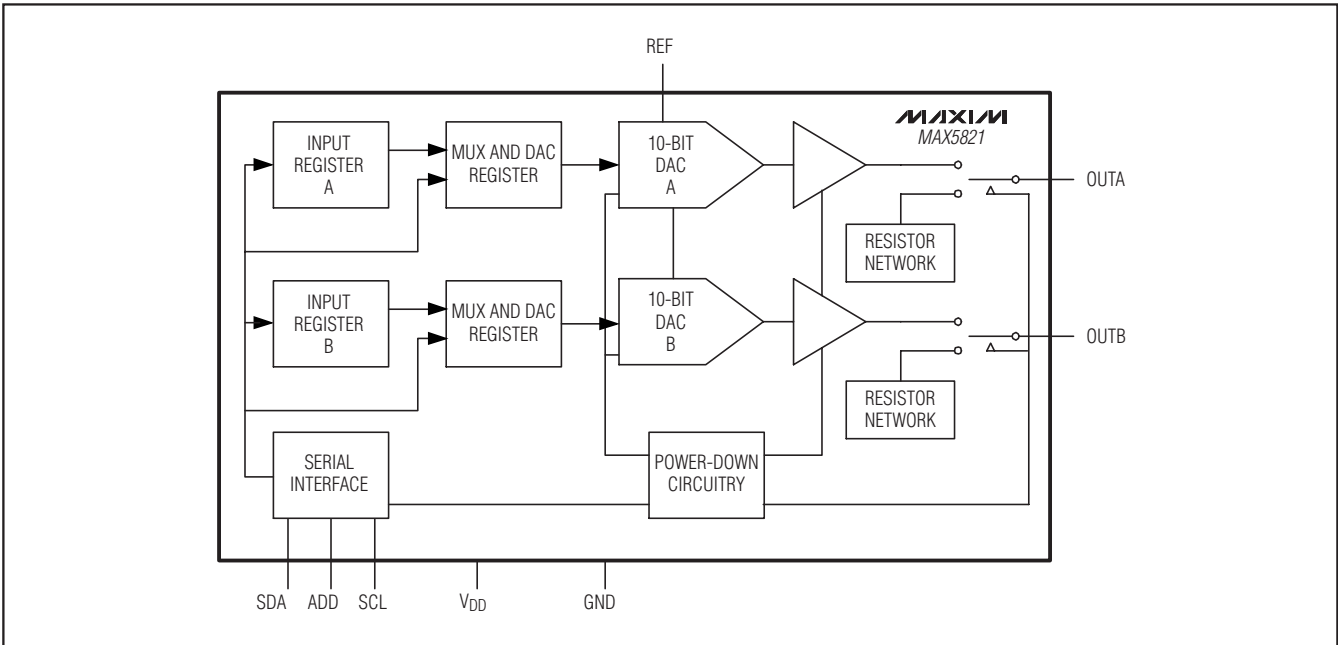 REF
MAXIM
MAX5821
INPUT
REGISTER
A
MUX AND DAC
REGISTER
10-BIT
DAC
A
OUTA
RESISTOR
NETWORK
INPUT
REGISTER
B
MUX AND DAC
REGISTER
10-BIT
DAC
B
OUTB
RESISTOR
NETWORK
SERIAL
INTERFACE
POWER-DOWN
CIRCUITRY
SDA ADD SCL VDD GND